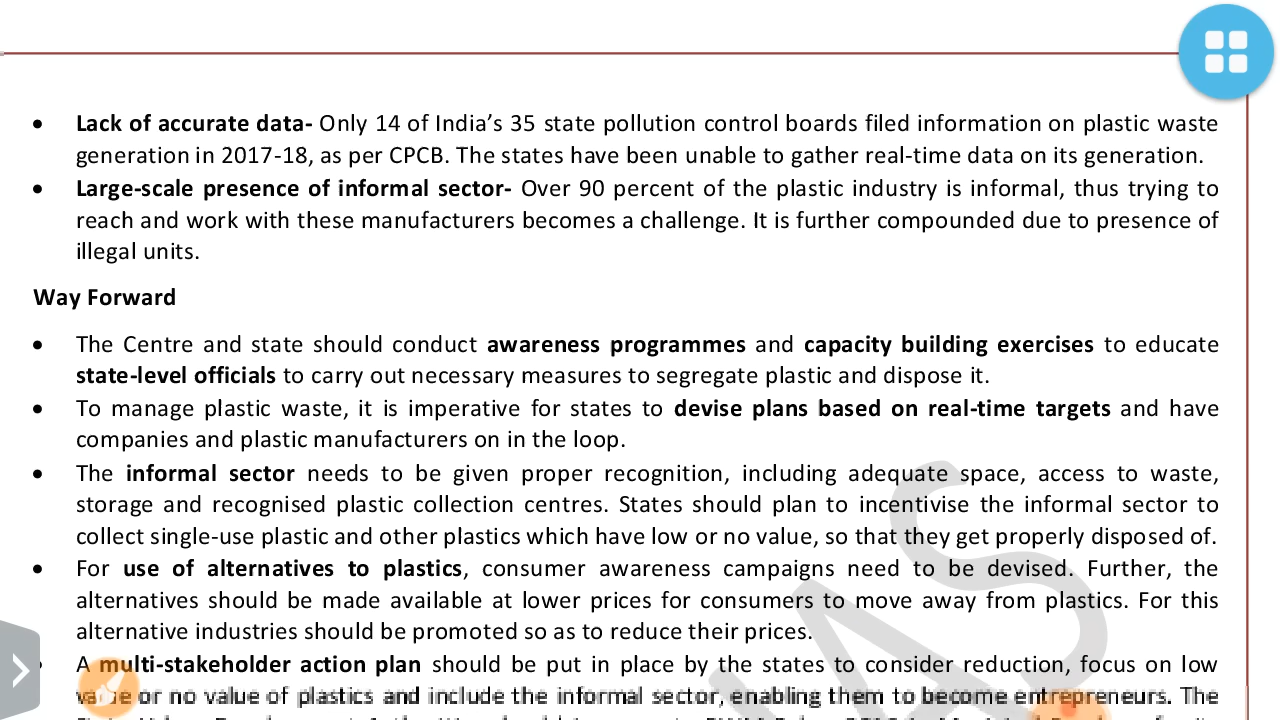 • Lack of accurate data- Only 14 of India’s 35 state pollution control boards filed information on plastic waste
generation in 2017-18, as per CPCB. The states have been unable to gather real-time data on its generation.
• Large-scale presence of informal sector- Over 90 percent of the plastic industry is informal, thus trying to
reach and work with these manufacturers becomes a challenge. It is further compounded due to presence of
illegal units.
Way Forward
• The Centre and state should conduct awareness programmes and capacity building exercises to educate
state-level officials to carry out necessary measures to segregate plastic and dispose it.
• To manage plastic waste, it is imperative for states to devise plans based on real-time targets and have
companies and plastic manufacturers on in the loop.
• The informal sector needs to be given proper recognition, including adequate space, access to waste,
storage and recognised plastic collection centres. States should plan to incentivise the informal sector to
collect single-use plastic and other plastics which have low or no value, so that they get properly disposed of.
• For use of alternatives to plastics, consumer awareness campaigns need to be devised. Further, the
alternatives should be made available at lower prices for consumers to move away from plastics. For this
alternative industries should be promoted so as to reduce their prices.
• A multi-stakeholder action plan should be put in place by the states to consider reduction, focus on low
value or no value of plastics and include the informal sector, enabling them to become entrepreneurs. The